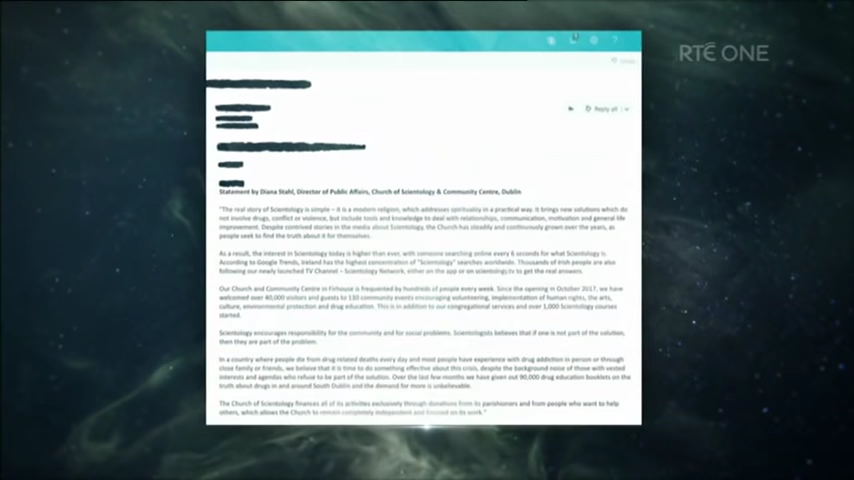 RTÉ ONE
Reply all
Statement by Diana Stahl, Director of Public Affairs, Church of Scientology & Community Centre, Dublin
"The real story of Scientology is simple – it is a modern religion, which addresses spirituality in a practical way. It brings new solutions which do
not involve drugs, conflict or violence, but include tools and knowledge to deal with relationships, communication, motivation and general life
improvement. Despite contrived stories in the media about Scientology, the Church has steadily and continuously grown over the years, as
people seek to find the truth about it for themselves.
As a result, the interest in Scientology today is higher than ever, with someone searching online every 6 seconds for what Scientology is.
According to Google Trends, Ireland has the highest concentration of "Scientology" searches worldwide. Thousands of Irish people are also
following our newly launched TV Channel – Scientology Network, either on the app or on scientology.tv to get the real answers.
Our Church and Community Centre in Firhouse is frequented by hundreds of people every week. Since the opening in October 2017, we have
welcomed over 40,000 visitors and guests to 130 community events encouraging volunteering, implementation of human rights, the arts,
culture, environmental protection and drug education. This is in addition to our congregational services and over 1,000 Scientology courses
started.
Scientology encourages responsibility for the community and for social problems. Scientologists believes that if one is not part of the solution,
then they are part of the problem.
In a country where people die from drug related deaths every day and most people have experience with drug addiction in person or through
close family or friends, we believe that it is time to do something effective about this crisis, despite the background noise of those with vested
interests and agendas who refuse to be part of the solution. Over the last few months we have given out 90,000 drug education booklets on the
truth about drugs in and around South Dublin and the demand for more is unbelievable.
The Church of Scientology finances all of its activities exclusively through donations from its parishioners and from people who want to help
others, which allows the Church to remain completely independent and focused on its work."